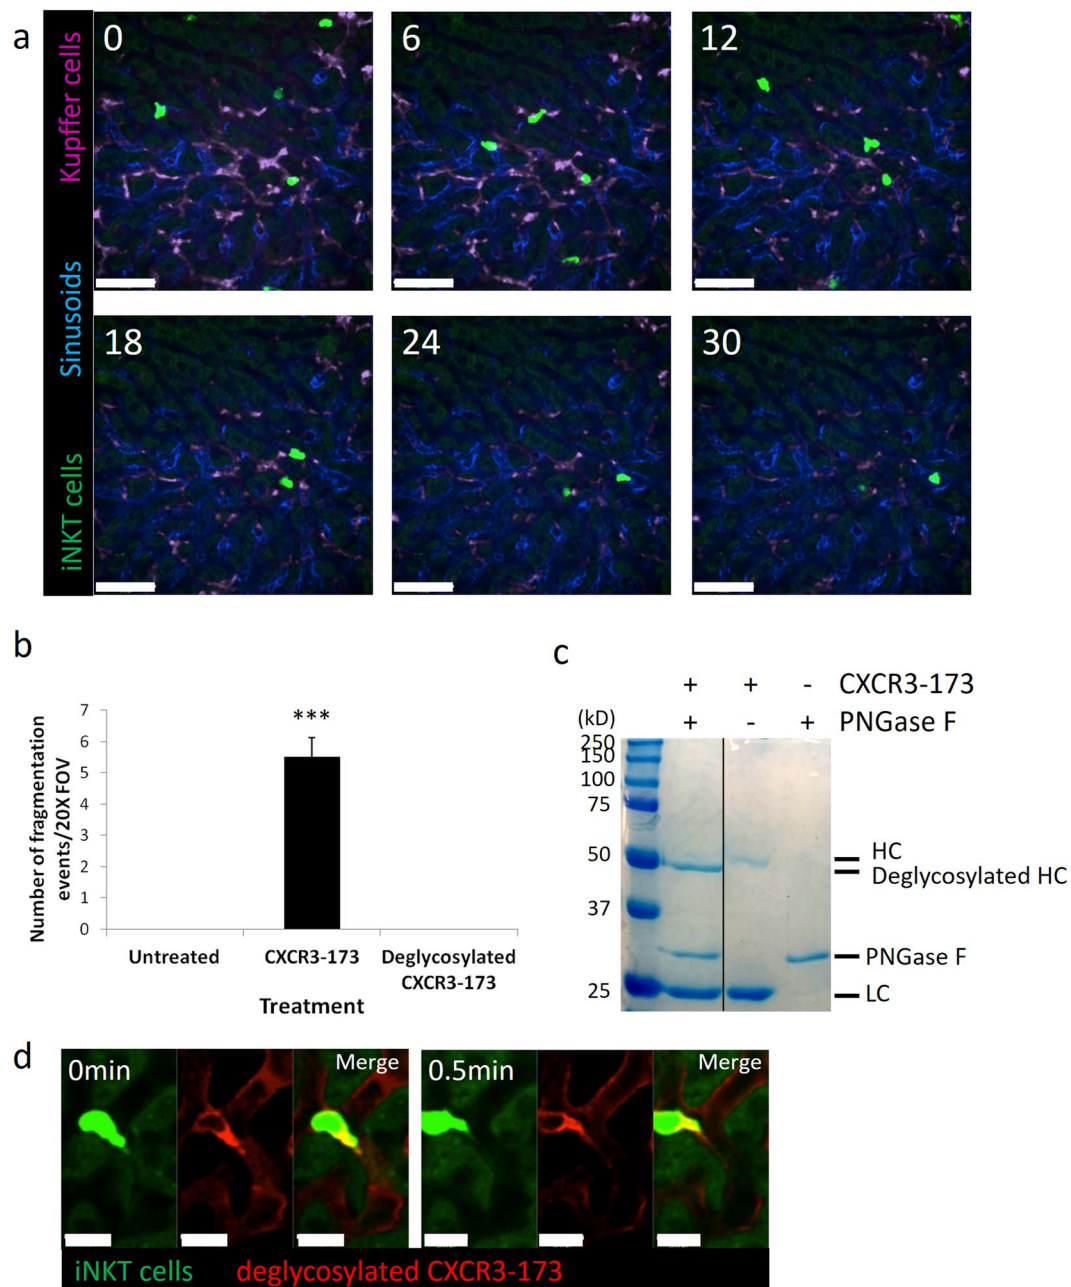 a
Kupffer cells
Sinusoids
iNKT cells
0
6
12
18
24
30
b
Number of fragmentation
events/20X FOV
7
6
5
4
3
2
1
0
***
Untreated
CXCR3-173
Deglycosylated
CXCR3-173
Treatment
c
+ + - CXCR3-173
(kD) + - + PNGase F
250
150
100
75
50
37
25
HC
Deglycosylated HC
PNGase F
LC
d
0min
Merge
0.5min
Merge
iNKT cells deglycosylated CXCR3-173